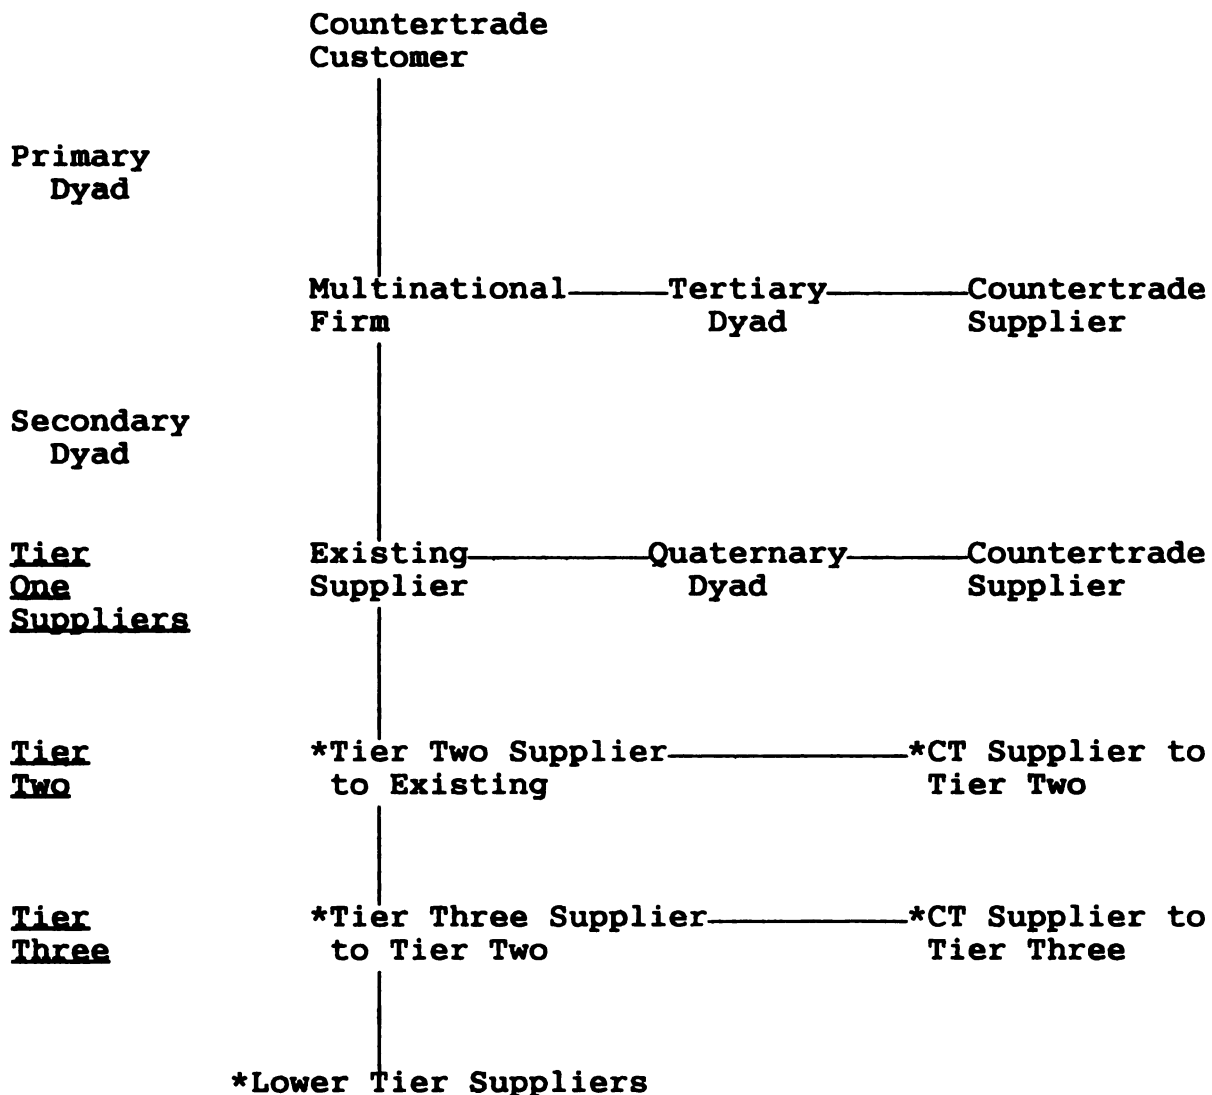 Countertrade
Customer
Primary
Dyad
Multinational Tertiary Countertrade
Firm Dyad Supplier
Secondary
Dyad
Tier Existing Quaternary Countertrade
One Supplier Dyad Supplier
Suppliers
Tier *Tier Two Supplier *CT Supplier to
Two to Existing Tier Two
Tier *Tier Three Supplier *CT Supplier to
Three to Tier Two Tier Three
*Lower Tier Suppliers